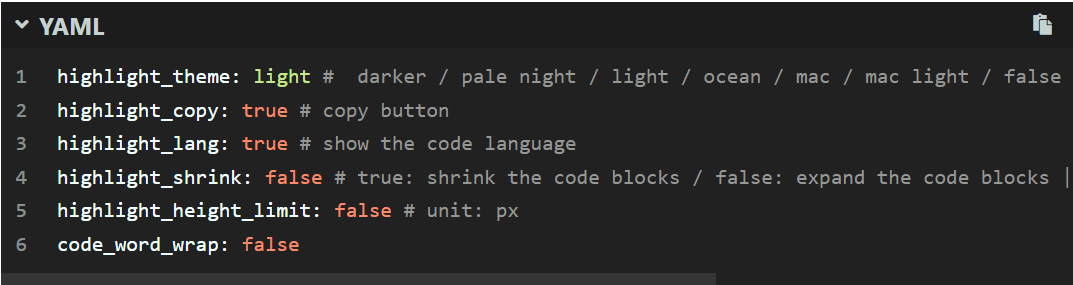 YAML
1 highlight_theme: light #  darker / pale night / light / ocean / mac / mac light / false
2 highlight_copy: true # copy button
3 highlight_lang: true # show the code language
4 highlight_shrink: false # true: shrink the code blocks / false: expand the code blocks |
5 highlight_height_limit: false # unit: px
6 code_word_wrap: false